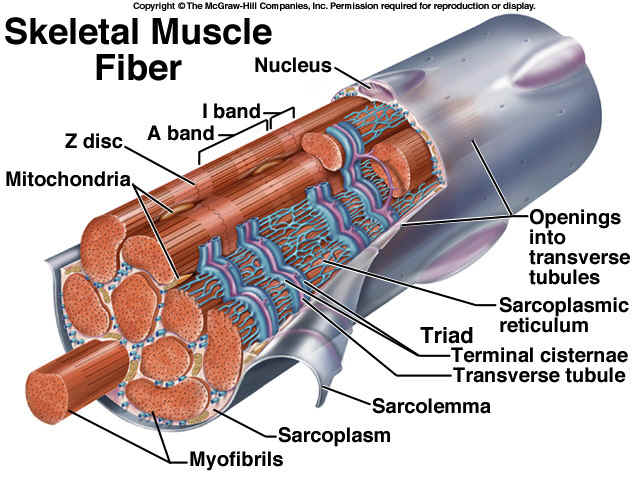 Copyright © The McGraw-Hill Companies, Inc. Permission required for reproduction or display.
Skeletal Muscle
Fiber
Nucleus
I band
A band
Z disc
Mitochondria
Openings
into
transverse
tubules
Sarcoplasmic
reticulum
Triad
Terminal cisternae
Transverse tubule
Sarcolemma
Sarcoplasm
Myofibrils